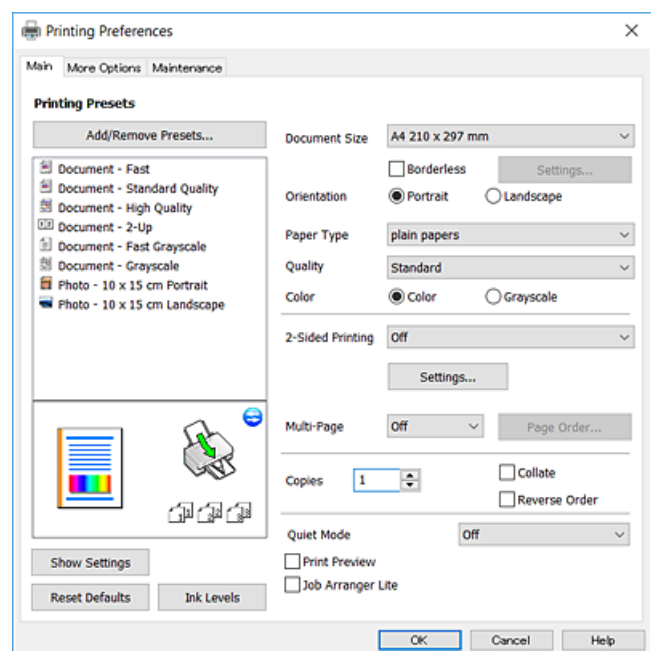 Printing Preferences
Main More Options Maintenance
Printing Presets
Add/Remove Presets...
Document - Fast
Document - Standard Quality
Document - High Quality
Document - 2-Up
Document - Fast Grayscale
Document - Grayscale
Photo - 10 x 15 cm Portrait
Photo - 10 x 15 cm Landscape
Show Settings
Reset Defaults Ink Levels
Document Size A4 210 x 297 mm
Borderless Settings...
Orientation Portrait Landscape
Paper Type plain papers
Quality Standard
Color Color Grayscale
2-Sided Printing Off
Settings...
Multi-Page Off Page Order...
Copies 1 Collate
Reverse Order
Quiet Mode Off
Print Preview
Job Arranger Lite
OK Cancel Help